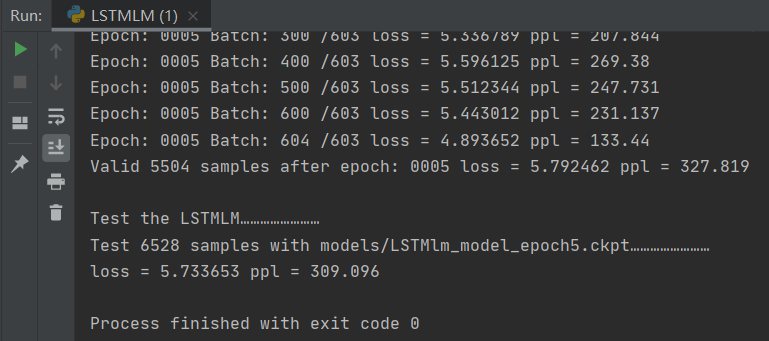 Run: LSTMLM (1) ×
Epoch: 0005 Batch: 300 /603 loss = 5.336789 ppl = 207.844
Epoch: 0005 Batch: 400 /603 loss = 5.596125 ppl = 269.38
Epoch: 0005 Batch: 500 /603 loss = 5.512344 ppl = 247.731
Epoch: 0005 Batch: 600 /603 loss = 5.443012 ppl = 231.137
Epoch: 0005 Batch: 604 /603 loss = 4.893652 ppl = 133.44
Valid 5504 samples after epoch: 0005 loss = 5.792462 ppl = 327.819
Test the LSTMLM……………………
Test 6528 samples with models/LSTMlm_model_epoch5.ckpt……………………
loss = 5.733653 ppl = 309.096
Process finished with exit code 0